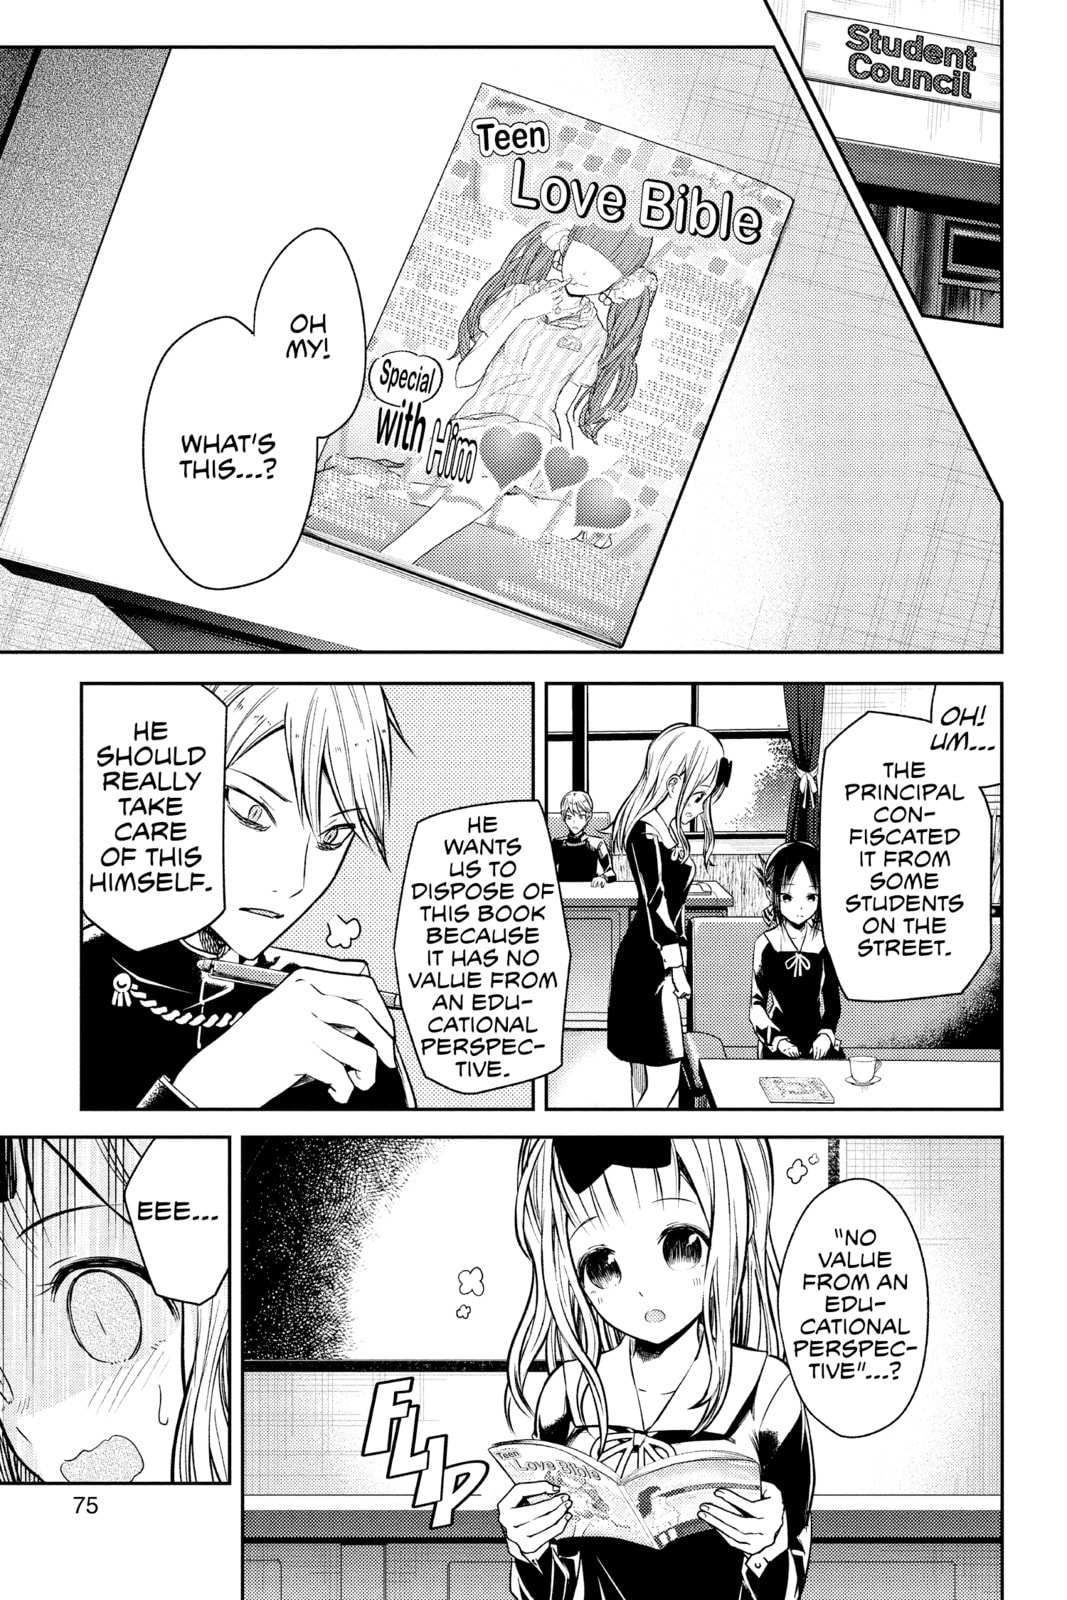 Student
Council
Teen
Love Bible
Special
with Him
OH
MY!
WHAT'S
THIS...?
OH!
UM...
THE
PRINCIPAL
CON-
FISCATED
IT FROM
SOME
STUDENTS
ON THE
STREET.
HE
WANTS
US TO
DISPOSE OF
THIS BOOK
BECAUSE
IT HAS NO
VALUE FROM
AN EDU-
CATIONAL
PERSPEC-
TIVE.
HE
SHOULD
REALLY
TAKE
CARE
OF THIS
HIMSELF.
"NO
VALUE
FROM AN
EDU-
CATIONAL
PERSPEC-
TIVE"...?
FLIP
Teen
Love Bible
EEE...
75